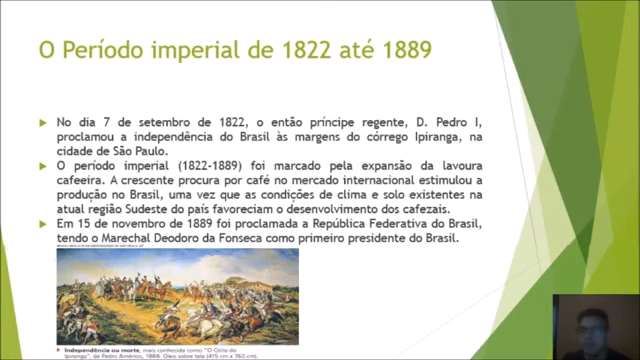 O Período imperial de 1822 até 1889
No dia 7 de setembro de 1822, o então príncipe regente, D. Pedro I,
proclamou a independência do Brasil às margens do córrego Ipiranga, na
cidade de São Paulo.
O período imperial (1822-1889) foi marcado pela expansão da lavoura
cafeeira. A crescente procura por café no mercado internacional estimulou a
produção no Brasil, uma vez que as condições de clima e solo existentes na
atual região Sudeste do país favoreciam o desenvolvimento dos cafezais.
Em 15 de novembro de 1889 foi proclamada a República Federativa do Brasil,
tendo o Marechal Deodoro da Fonseca como primeiro presidente do Brasil.
Independência ou morte, mais conhecida como "O Grito do
Ipiranga", de Pedro Américo, 1888. Óleo sobre tela (415 cm x 760 cm).